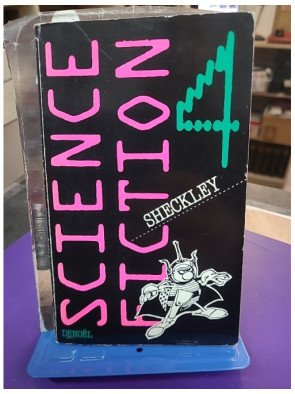 SCIENCE
FICTION
4
SHECKLEY
DENOËL